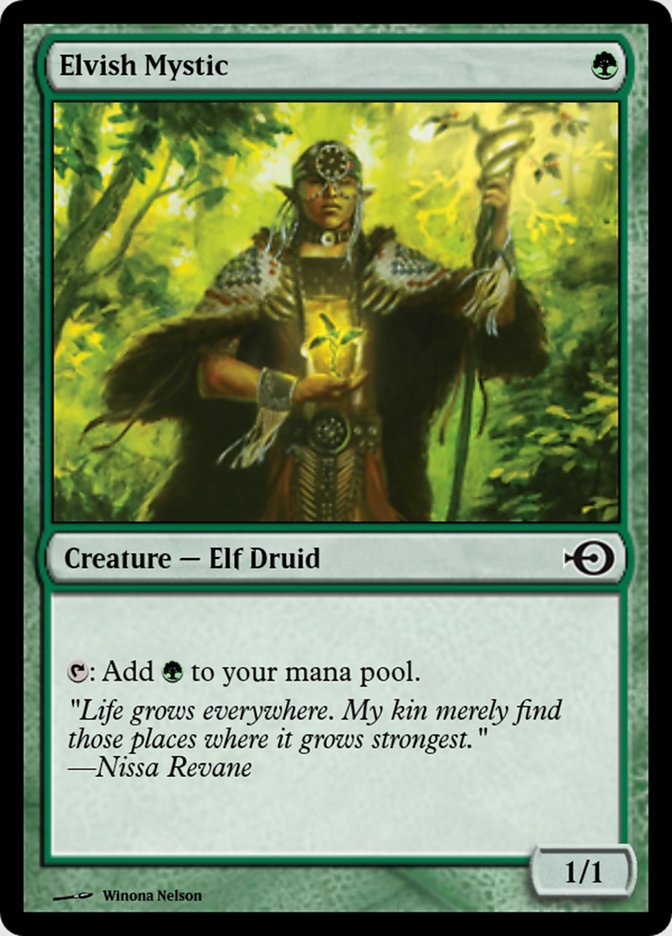 Elvish Mystic
Creature — Elf Druid
: Add to your mana pool.
"Life grows everywhere. My kin merely find
those places where it grows strongest."
—Nissa Revane
1/1
Winona Nelson